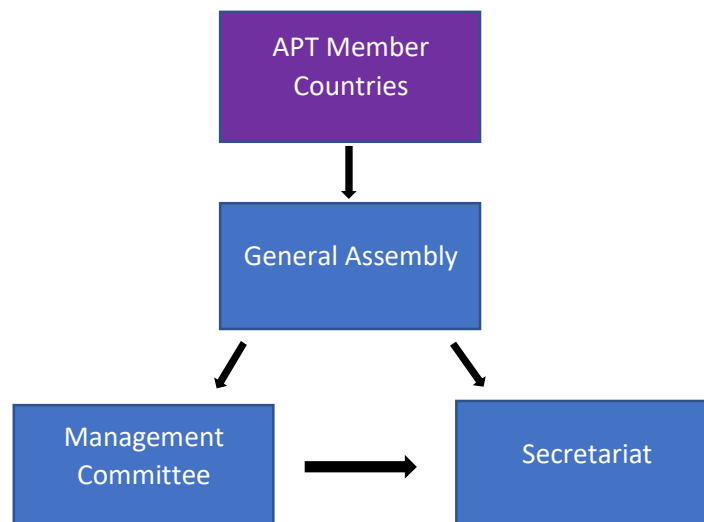 APT Member
Countries
General Assembly
Management
Committee
Secretariat